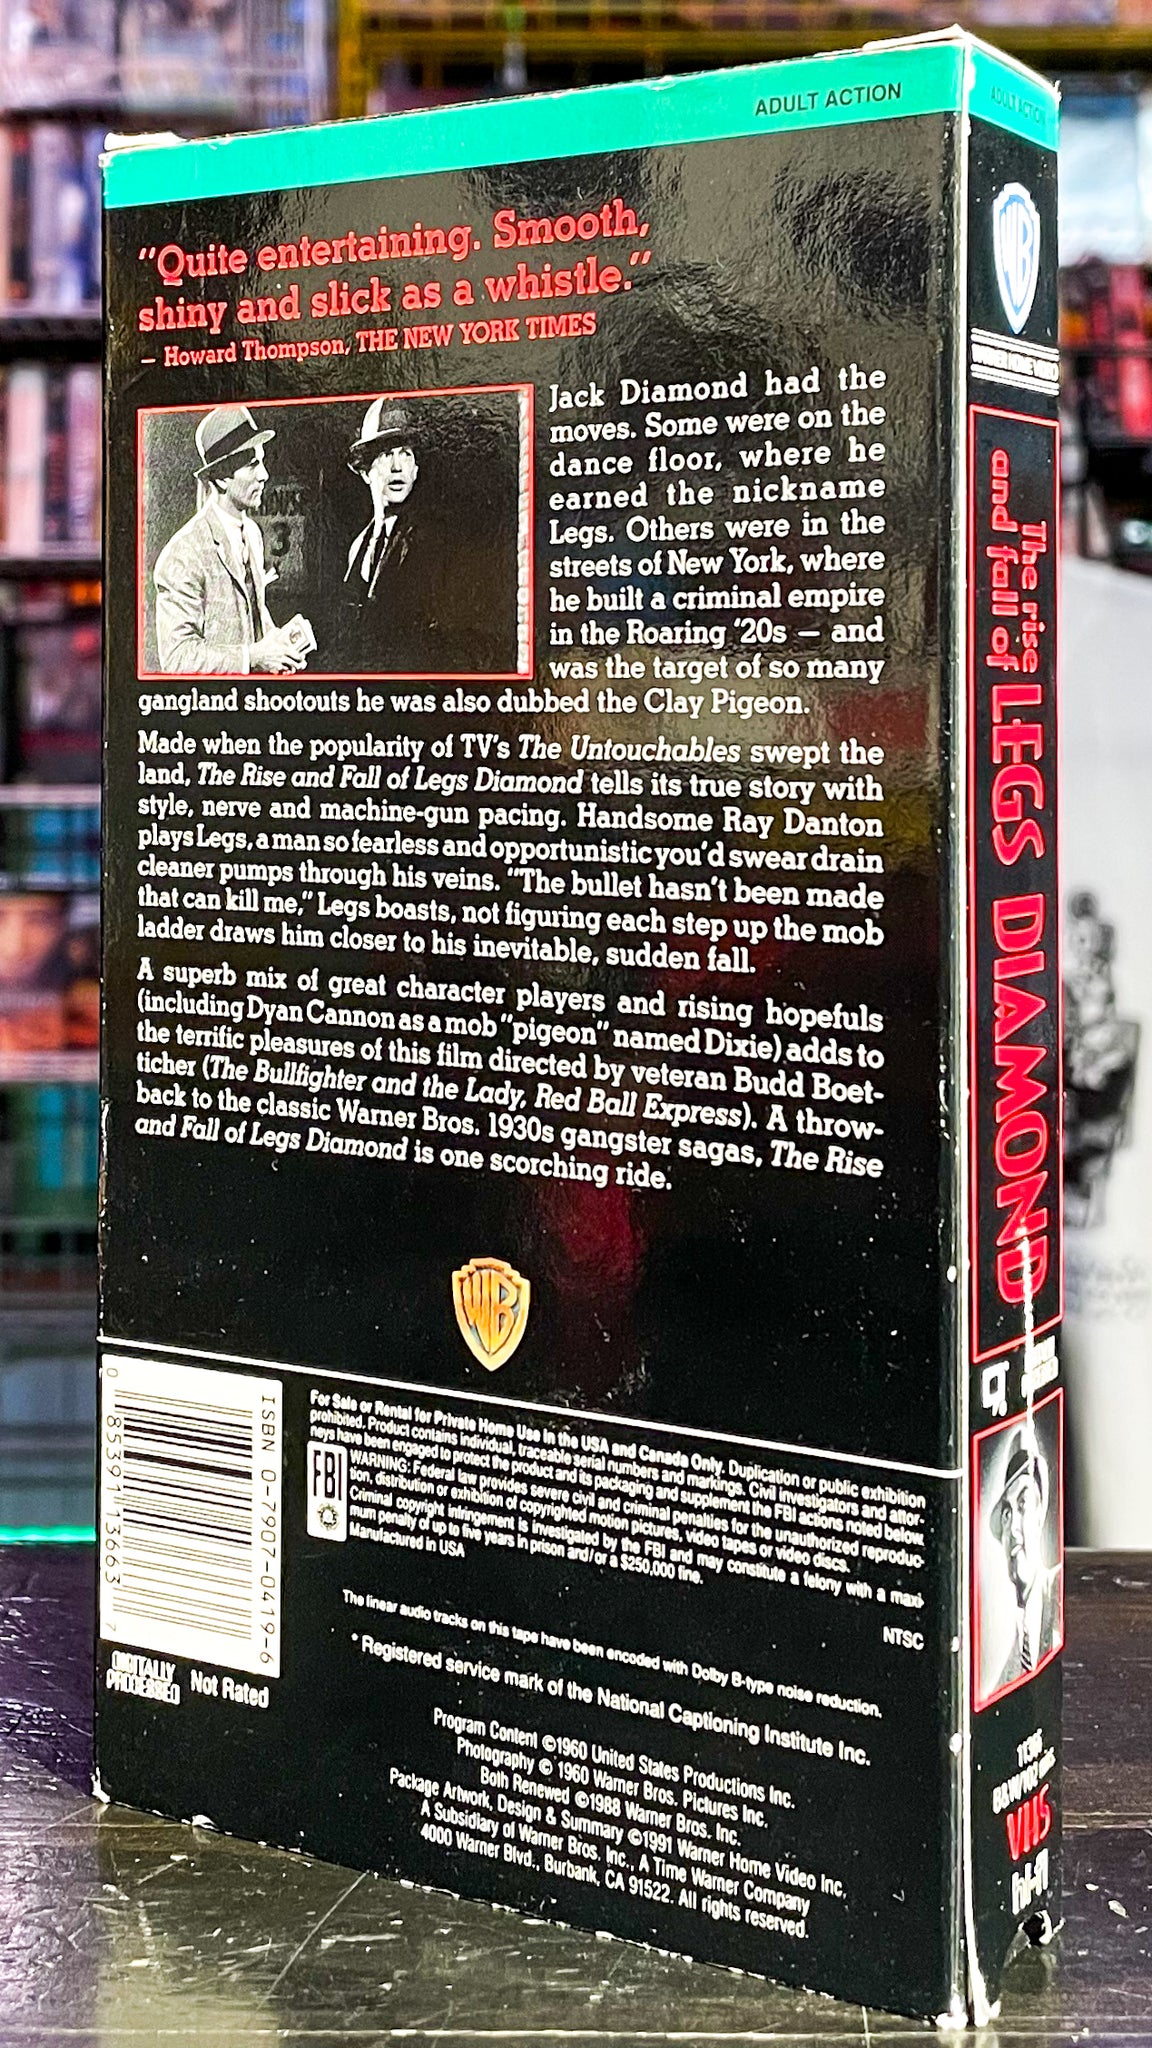 ADULT ACTION
"Quite entertaining. Smooth,
shiny and slick as a whistle."
– Howard Thompson, THE NEW YORK TIMES
Jack Diamond had the
moves. Some were on the
dance floor, where he
earned the nickname
Legs. Others were in the
streets of New York, where
he built a criminal empire
in the Roaring '20s – and
was the target of so many
gangland shootouts he was also dubbed the Clay Pigeon.
Made when the popularity of TV's The Untouchables swept the
land, The Rise and Fall of Legs Diamond tells its true story with
style, nerve and machine-gun pacing. Handsome Ray Danton
plays Legs, a man so fearless and opportunistic you'd swear drain
cleaner pumps through his veins. "The bullet hasn't been made
that can kill me," Legs boasts, not figuring each step up the mob
ladder draws him closer to his inevitable, sudden fall.
A superb mix of great character players and rising hopefuls
(including Dyan Cannon as a mob "pigeon" named Dixie) adds to
the terrific pleasures of this film directed by veteran Budd Boet-
ticher (The Bullfighter and the Lady, Red Ball Express). A throw-
back to the classic Warner Bros. 1930s gangster sagas, The Rise
and Fall of Legs Diamond is one scorching ride.
WB
ISBN 0-7907-0419-6
0 85391 13663 7
DIGITALLY
PROCESSED
Not Rated
For Sale or Rental for Private Home Use in the USA and Canada Only. Duplication or public exhibition
prohibited. Product contains individual, traceable serial numbers and markings. Civil investigators and attor-
neys have been engaged to protect the product and its packaging and supplement the FBI actions noted below.
FBI
WARNING: Federal law provides severe civil and criminal penalties for the unauthorized reproduc-
tion, distribution or exhibition of copyrighted motion pictures, video tapes or video discs.
Criminal copyright infringement is investigated by the FBI and may constitute a felony with a maxi-
mum penalty of up to five years in prison and/or a $250,000 fine.
Manufactured in USA
NTSC
The linear audio tracks on this tape have been encoded with Dolby B-type noise reduction.
* Registered service mark of the National Captioning Institute Inc.
Program Content ©1960 United States Productions Inc.
Photography © 1960 Warner Bros. Pictures Inc.
Both Renewed ©1988 Warner Bros. Inc.
Package Artwork, Design & Summary ©1991 Warner Home Video Inc.
A Subsidiary of Warner Bros. Inc., A Time Warner Company
4000 Warner Blvd., Burbank, CA 91522. All rights reserved.
ADULT ACTION
WB
WARNER HOME VIDEO
The rise
and fall of
LEGS DIAMOND
VHS
hi-fi